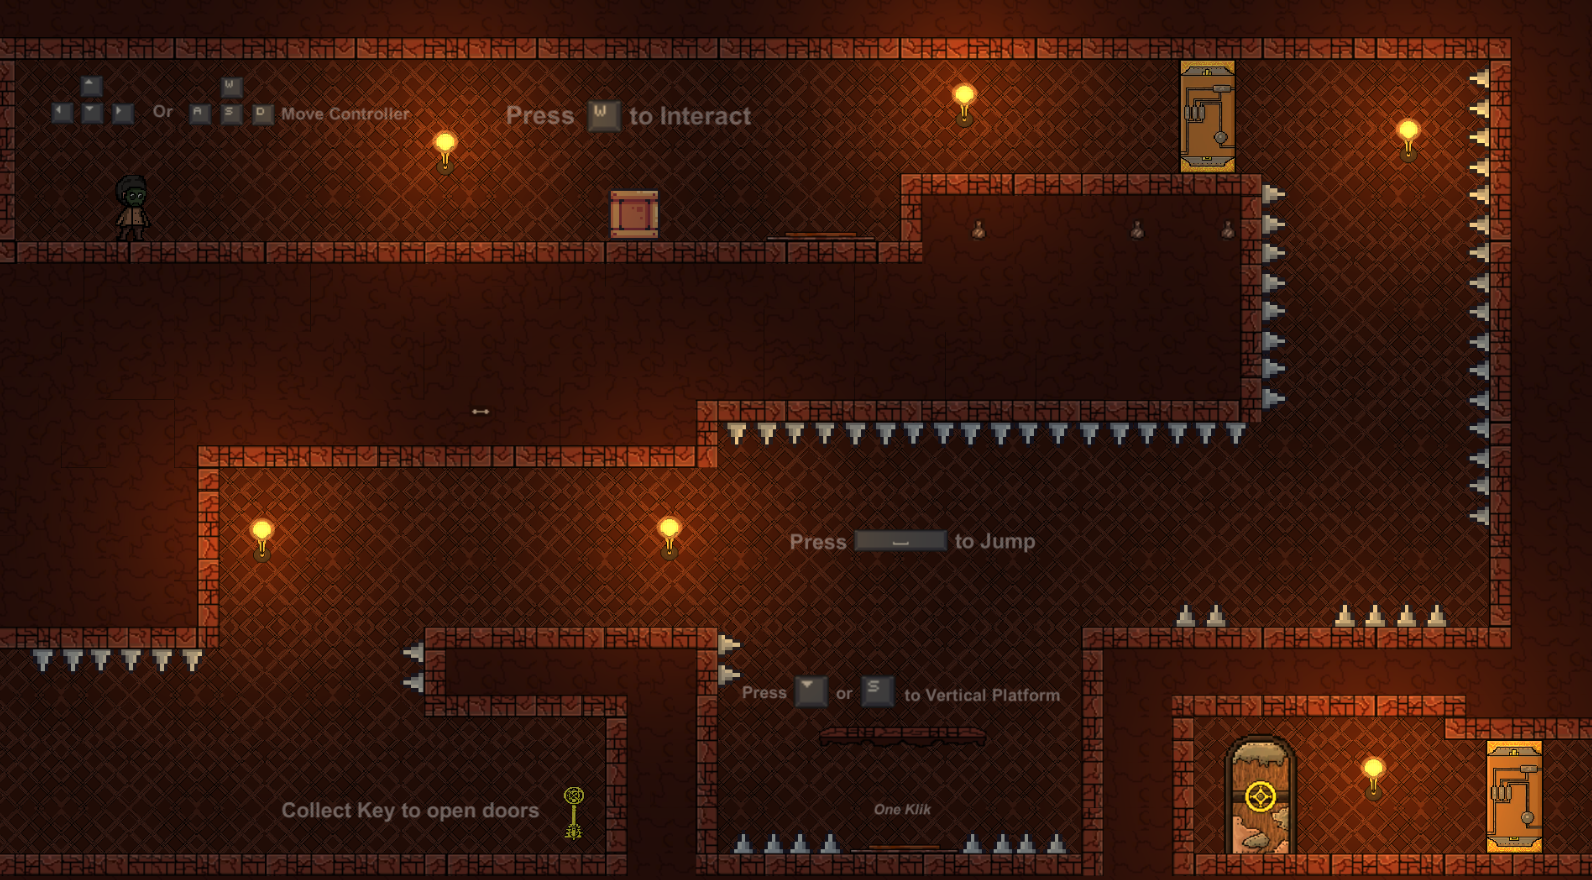 W
Or A S D Move Controller
Press W to Interact
Press to Jump
Press or S to Vertical Platform
One Klik
Collect Key to open doors